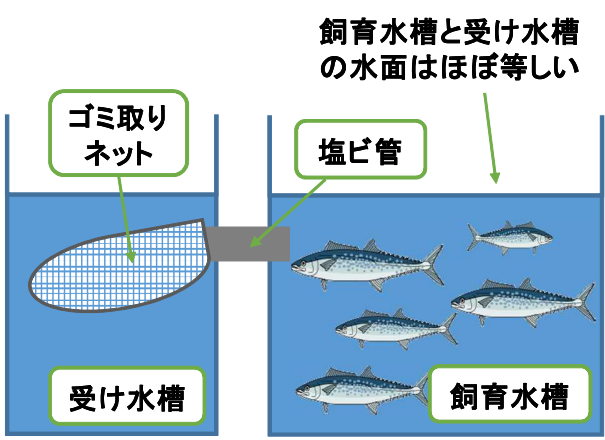 飼育水槽と受け水槽
の水面はほぼ等しい
ゴミ取り
ネット
塩ビ管
受け水槽
飼育水槽